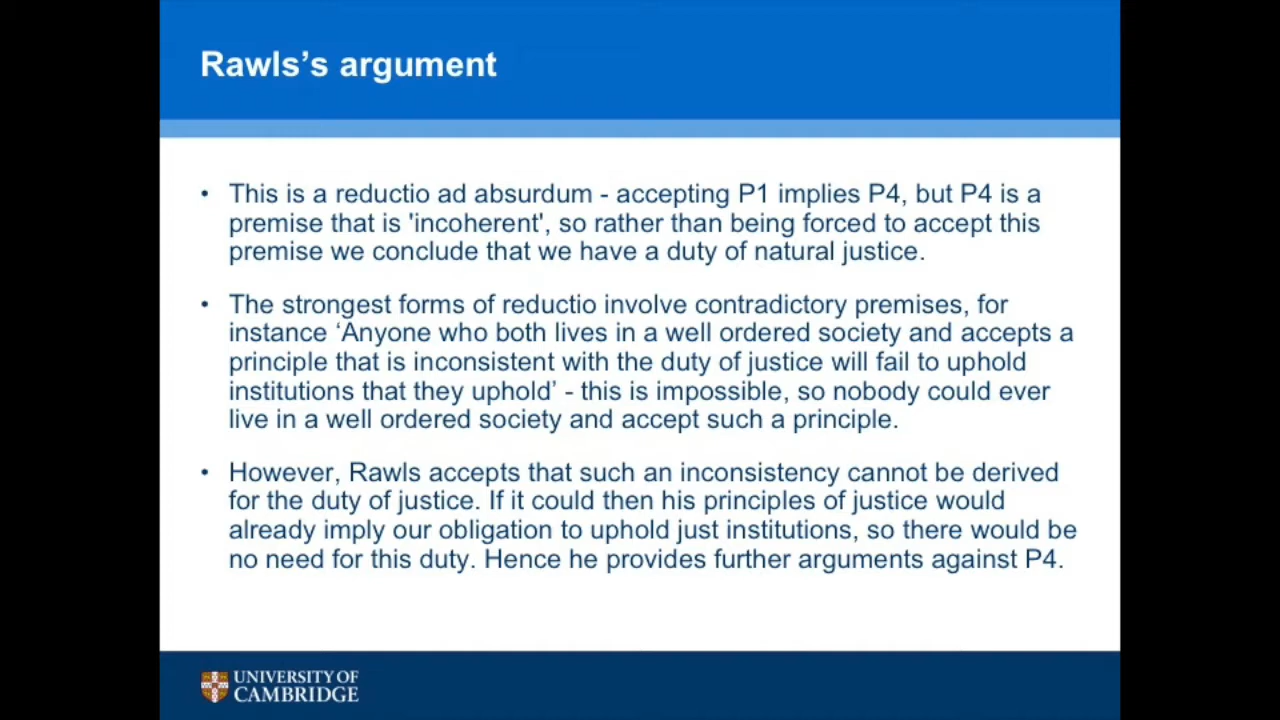 Rawls’s argument
• This is a reductio ad absurdum - accepting P1 implies P4, but P4 is a
premise that is 'incoherent', so rather than being forced to accept this
premise we conclude that we have a duty of natural justice.
• The strongest forms of reductio involve contradictory premises, for
instance ‘Anyone who both lives in a well ordered society and accepts a
principle that is inconsistent with the duty of justice will fail to uphold
institutions that they uphold’ - this is impossible, so nobody could ever
live in a well ordered society and accept such a principle.
• However, Rawls accepts that such an inconsistency cannot be derived
for the duty of justice. If it could then his principles of justice would
already imply our obligation to uphold just institutions, so there would be
no need for this duty. Hence he provides further arguments against P4.
UNIVERSITY OF
CAMBRIDGE